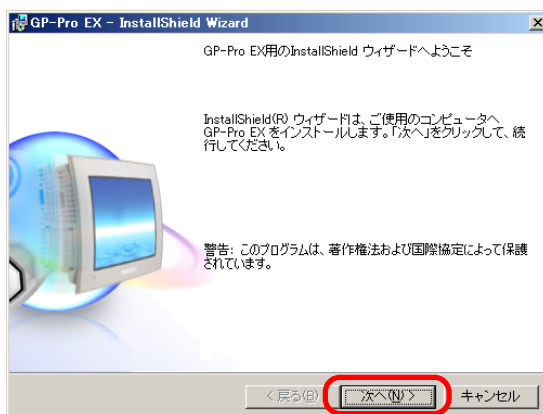 GP-Pro EX - InstallShield Wizard
GP-Pro EX用のInstallShield ウィザードへようこそ
InstallShield(R) ウィザードは、ご使用のコンピュータへ
GP-Pro EX をインストールします。「次へ」をクリックして、続
行してください。
警告: このプログラムは、著作権法および国際協定によって保護
されています。
< 戻る(B)
次へ(N) >
キャンセル